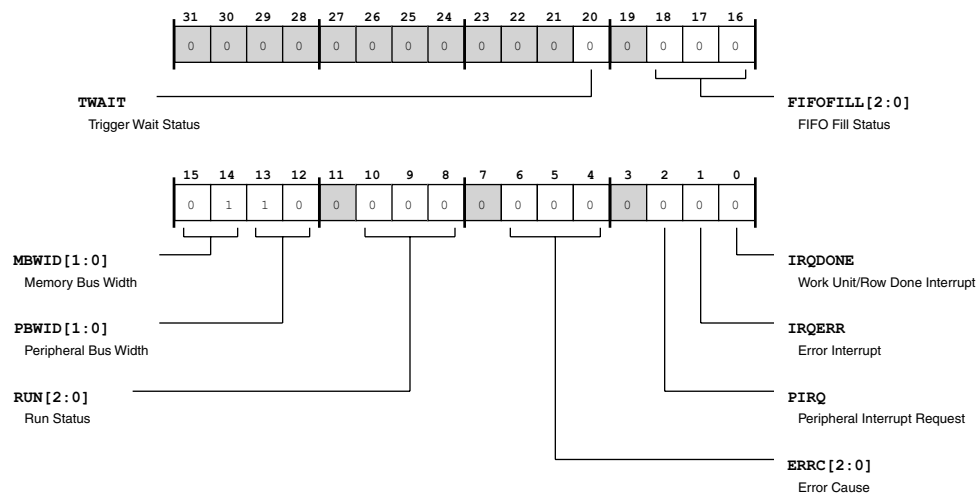 31 30 29 28 27 26 25 24 23 22 21 20 19 18 17 16
0 0 0 0 0 0 0 0 0 0 0 0 0 0 0 0
TWAIT
Trigger Wait Status
FIFOFILL[2:0]
FIFO Fill Status
15 14 13 12 11 10 9 8 7 6 5 4 3 2 1 0
0 1 1 0 0 0 0 0 0 0 0 0 0 0 0 0
MBWID[1:0]
Memory Bus Width
IRQDONE
Work Unit/Row Done Interrupt
PBWID[1:0]
Peripheral Bus Width
IRQERR
Error Interrupt
RUN[2:0]
Run Status
PIRQ
Peripheral Interrupt Request
ERRC[2:0]
Error Cause